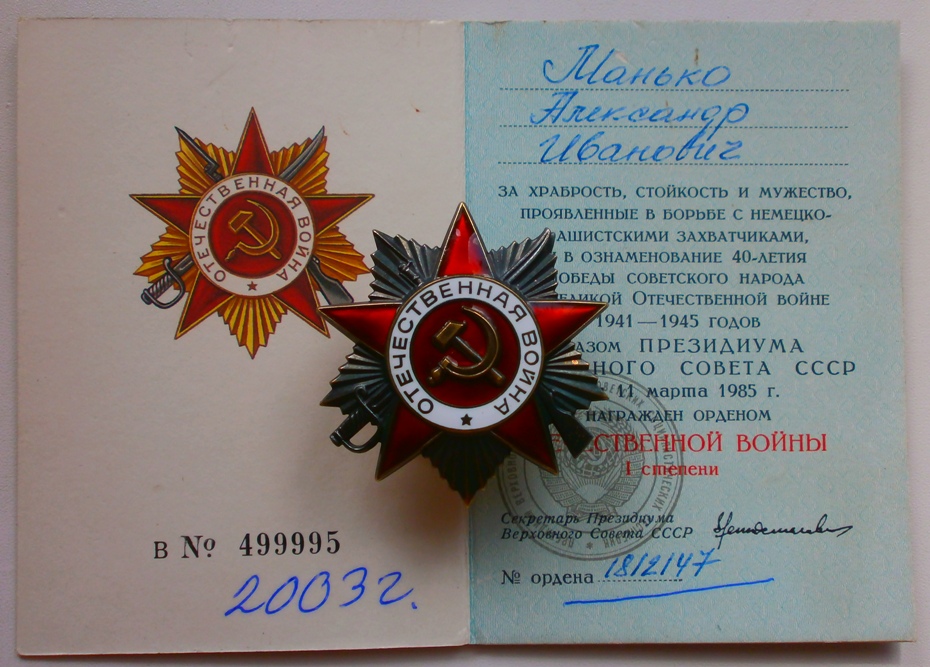 ОТЕЧЕСТВЕННАЯ ВОЙНА
В № 499995
2003г.
ОТЕЧЕСТВЕННАЯ ВОЙНА
Манько
Александр
Иванович
ЗА ХРАБРОСТЬ, СТОЙКОСТЬ И МУЖЕСТВО,
ПРОЯВЛЕННЫЕ В БОРЬБЕ С НЕМЕЦКО-
АШИСТСКИМИ ЗАХВАТЧИКАМИ,
В ОЗНАМЕНОВАНИЕ 40-ЛЕТИЯ
ОБЕДЫ СОВЕТСКОГО НАРОДА
ЕЛИКОЙ ОТЕЧЕСТВЕННОЙ ВОЙНЕ
1941—1945 ГОДОВ
АЗОМ ПРЕЗИДИУМА
НОГО СОВЕТА СССР
11 марта 1985 г.
НАГРАЖДЕН ОРДЕНОМ
ЧЕСТВЕННОЙ ВОЙНЫ
I степени
Секретарь Президиума
Верховного Совета СССР
№ ордена 1812147